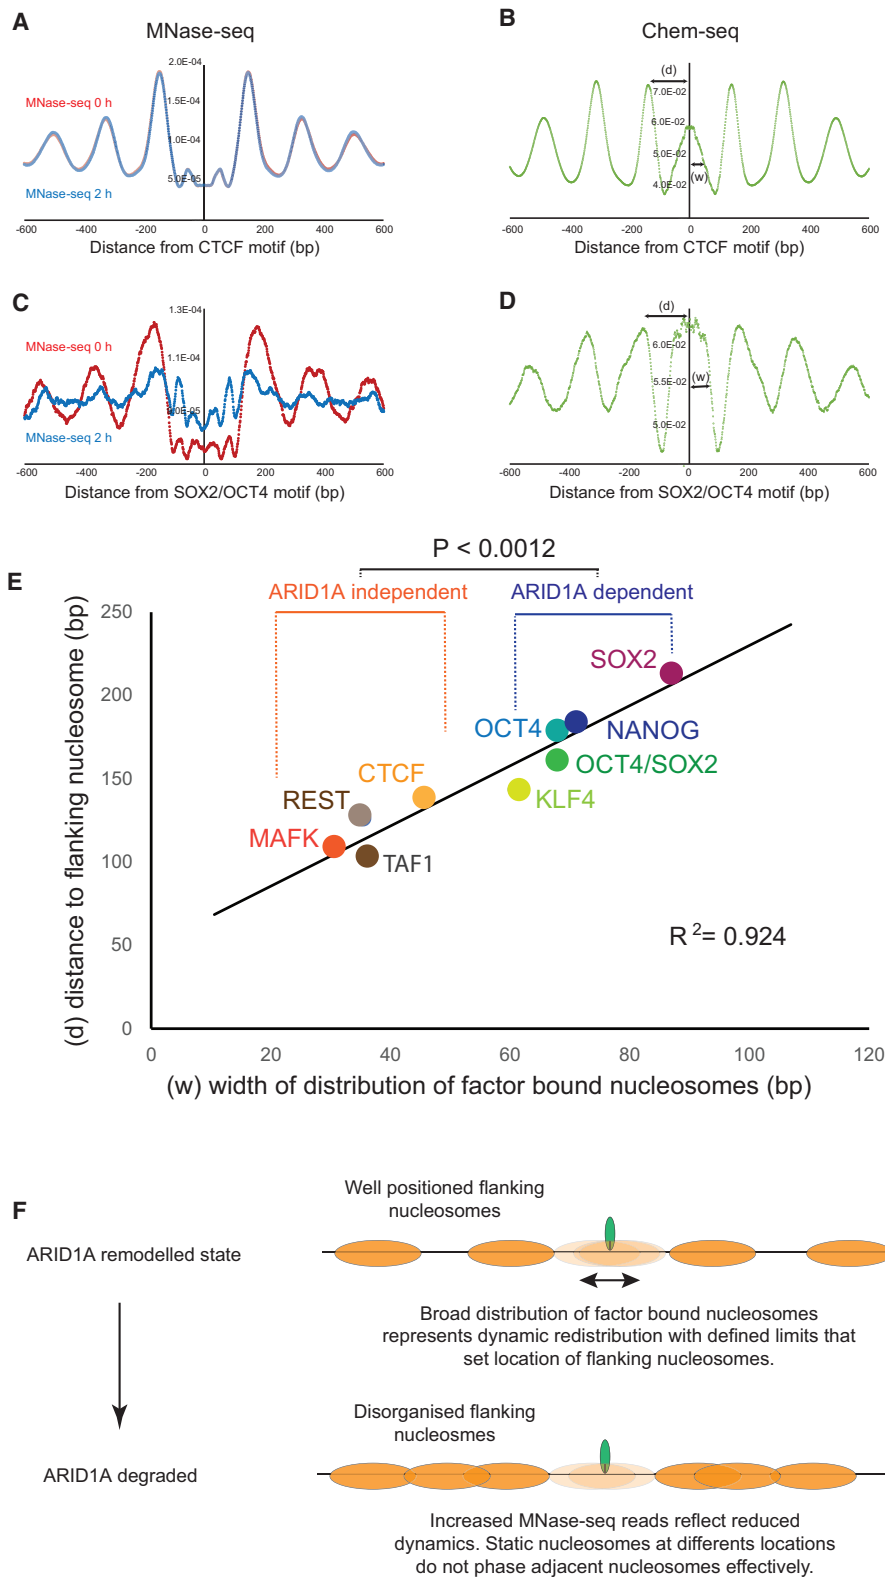 A
MNase-seq
2.0E-04
MNase-seq 0 h
1.5E-04
1.0E-04
MNase-seq 2 h
5.0E-05
-600 -400 -200 0 200 400 600
Distance from CTCF motif (bp)
B
Chem-seq
(d)
7.0E-02
6.0E-02
5.0E-02
(w)
4.0E-02
-600 -400 -200 0 200 400 600
Distance from CTCF motif (bp)
C
1.3E-04
MNase-seq 0 h
1.1E-04
9.0E-05
MNase-seq 2 h
-600 -400 -200 0 200 400 600
Distance from SOX2/OCT4 motif (bp)
D
(d)
6.0E-02
(w)
5.5E-02
5.0E-02
-600 -400 -200 0 200 400 600
Distance from SOX2/OCT4 motif (bp)
E
P < 0.0012
ARID1A independent
ARID1A dependent
(d) distance to flanking nucleosome (bp)
250
200
150
100
50
0
SOX2
OCT4
NANOG
OCT4/SOX2
CTCF
KLF4
REST
MAFK
TAF1
R2= 0.924
0 20 40 60 80 100 120
(w) width of distribution of factor bound nucleosomes (bp)
F
Well positioned flanking
nucleosomes
ARID1A remodelled state
Broad distribution of factor bound nucleosomes
represents dynamic redistribution with defined limits that
set location of flanking nucleosomes.
Disorganised flanking
nucleosmes
ARID1A degraded
Increased MNase-seq reads reflect reduced
dynamics. Static nucleosomes at differents locations
do not phase adjacent nucleosomes effectively.